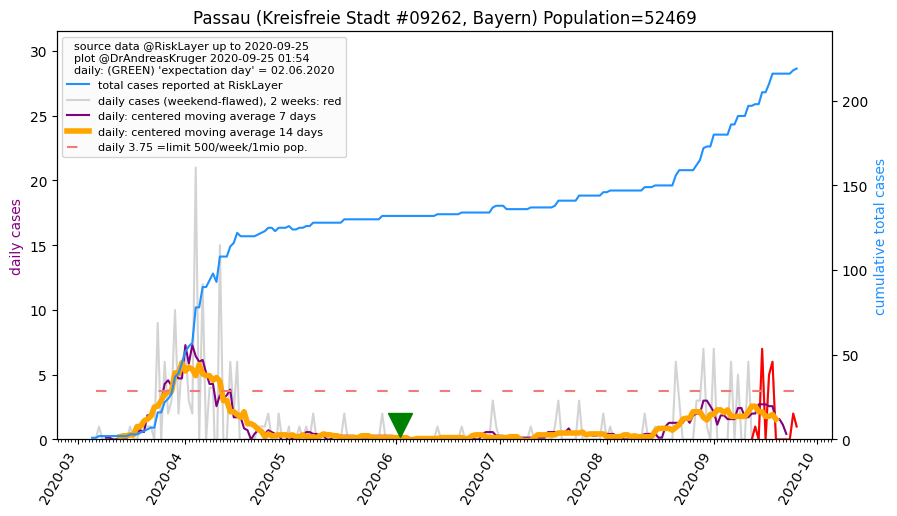 Passau (Kreisfreie Stadt #09262, Bayern) Population=52469
source data @RiskLayer up to 2020-09-25
plot @DrAndreasKruger 2020-09-25 01:54
daily: (GREEN) 'expectation day' = 02.06.2020
total cases reported at RiskLayer
daily cases (weekend-flawed), 2 weeks: red
daily: centered moving average 7 days
daily: centered moving average 14 days
daily 3.75 =limit 500/week/1mio pop.
daily cases
30
25
20
15
10
5
0
cumulative total cases
200
150
100
50
0
2020-03
2020-04
2020-05
2020-06
2020-07
2020-08
2020-09
2020-10